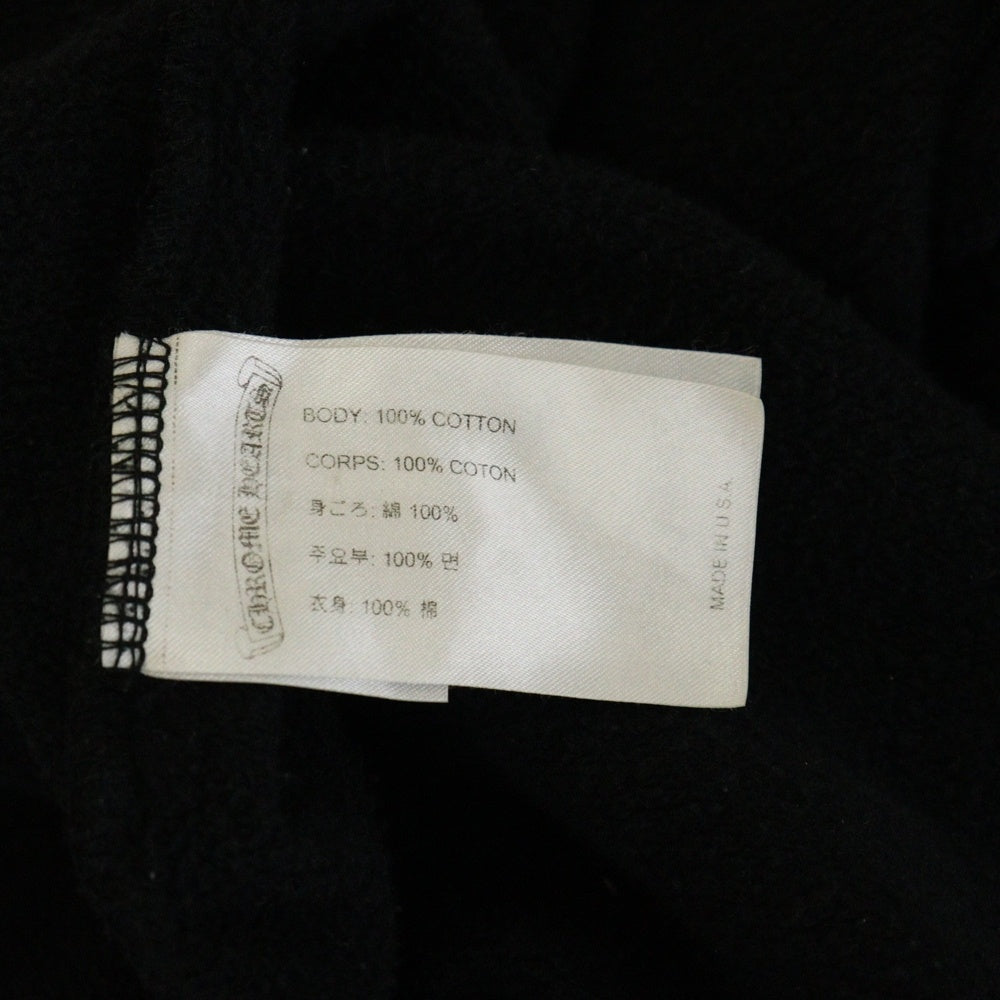 CHROME HEARTS
BODY: 100% COTTON
CORPS: 100% COTON
身ごろ: 綿 100%
주요부: 100% 면
衣身: 100% 棉
MADE IN U S A